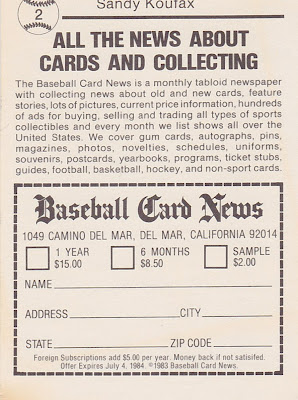 Sandy Koufax
2
ALL THE NEWS ABOUT
CARDS AND COLLECTING
The Baseball Card News is a monthly tabloid newspaper
with collecting news about old and new cards, feature
stories, lots of pictures, current price information, hundreds
of ads for buying, selling and trading all types of sports
collectibles and every month we list shows all over the
United States. We cover gum cards, autographs, pins,
magazines, photos, novelties, schedules, uniforms,
souvenirs, postcards, yearbooks, programs, ticket stubs,
guides, football, basketball, hockey, and non-sport cards.
Baseball Card News
1049 CAMINO DEL MAR, DEL MAR, CALIFORNIA 92014
1 YEAR 6 MONTHS SAMPLE
$15.00 $8.50 $2.00
NAME
ADDRESS CITY
STATE ZIP CODE
Foreign Subscriptions add $5.00 per year. Money back if not satisifed.
Offer Expires July 4, 1984. ©1983 Baseball Card News.